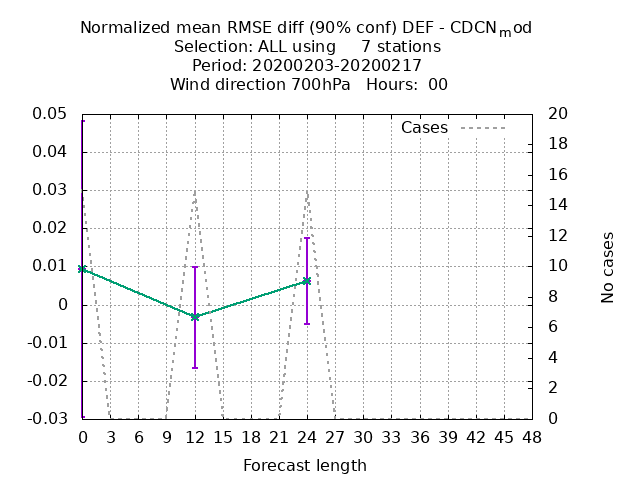 Normalized mean RMSE diff (90% conf) DEF - CDCN_mod
Selection: ALL using 7 stations
Period: 20200203-20200217
Wind direction 700hPa Hours: 00
Cases
0.05
0.04
0.03
0.02
0.01
0
-0.01
-0.02
-0.03
20
18
16
14
12
10
8
6
4
2
0
No cases
0 3 6 9 12 15 18 21 24 27 30 33 36 39 42 45 48
Forecast length